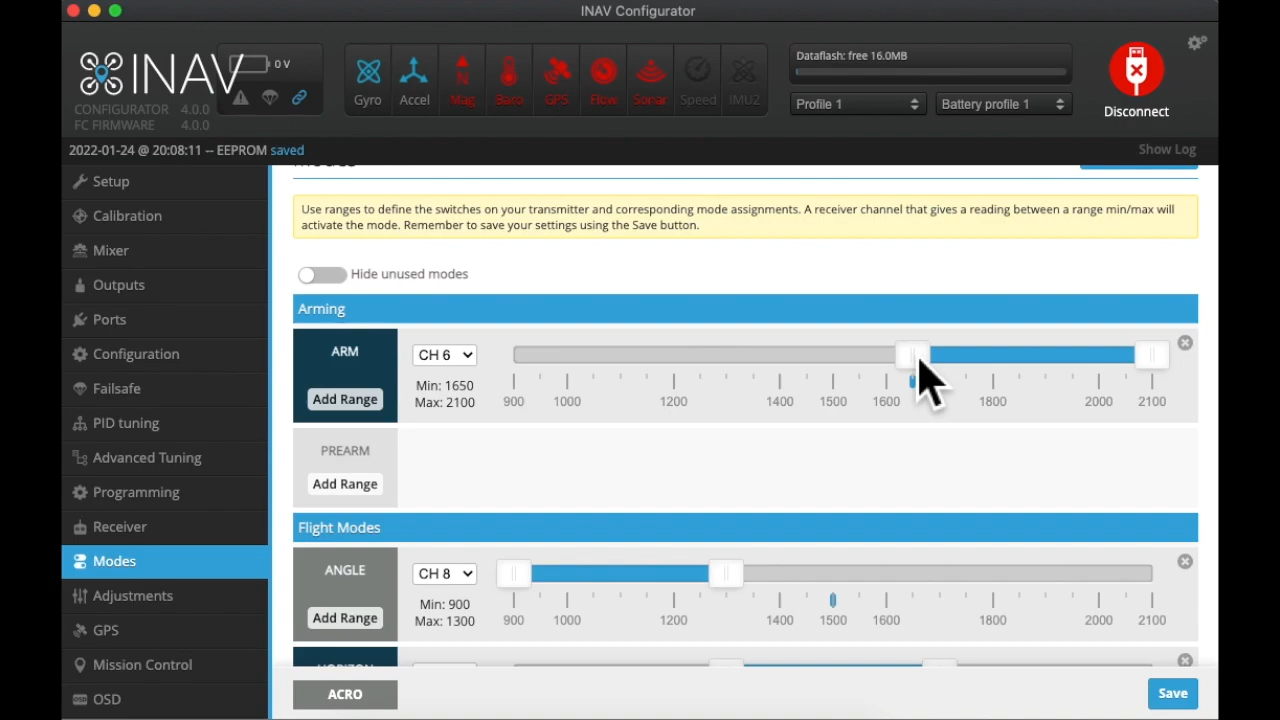 INAV Configurator
INAV
CONFIGURATOR 4.0.0
FC FIRMWARE 4.0.0
0 V
Gyro
Accel
Mag
Baro
GPS
Flow
Sonar
Speed
IMU2
Dataflash: free 16.0MB
Profile 1
Battery profile 1
Disconnect
2022-01-24 @ 20:08:11 -- EEPROM saved
Show Log
Setup
Calibration
Mixer
Outputs
Ports
Configuration
Failsafe
PID tuning
Advanced Tuning
Programming
Receiver
Modes
Adjustments
GPS
Mission Control
OSD
Modes
Use ranges to define the switches on your transmitter and corresponding mode assignments. A receiver channel that gives a reading between a range min/max will
activate the mode. Remember to save your settings using the Save button.
Hide unused modes
Arming
ARM
Add Range
CH 6
Min: 1650
Max: 2100
900 1000 1200 1400 1500 1600 1800 2000 2100
PREARM
Add Range
Flight Modes
ANGLE
Add Range
CH 8
Min: 900
Max: 1300
900 1000 1200 1400 1500 1600 1800 2000 2100
HORIZON
ACRO
Save